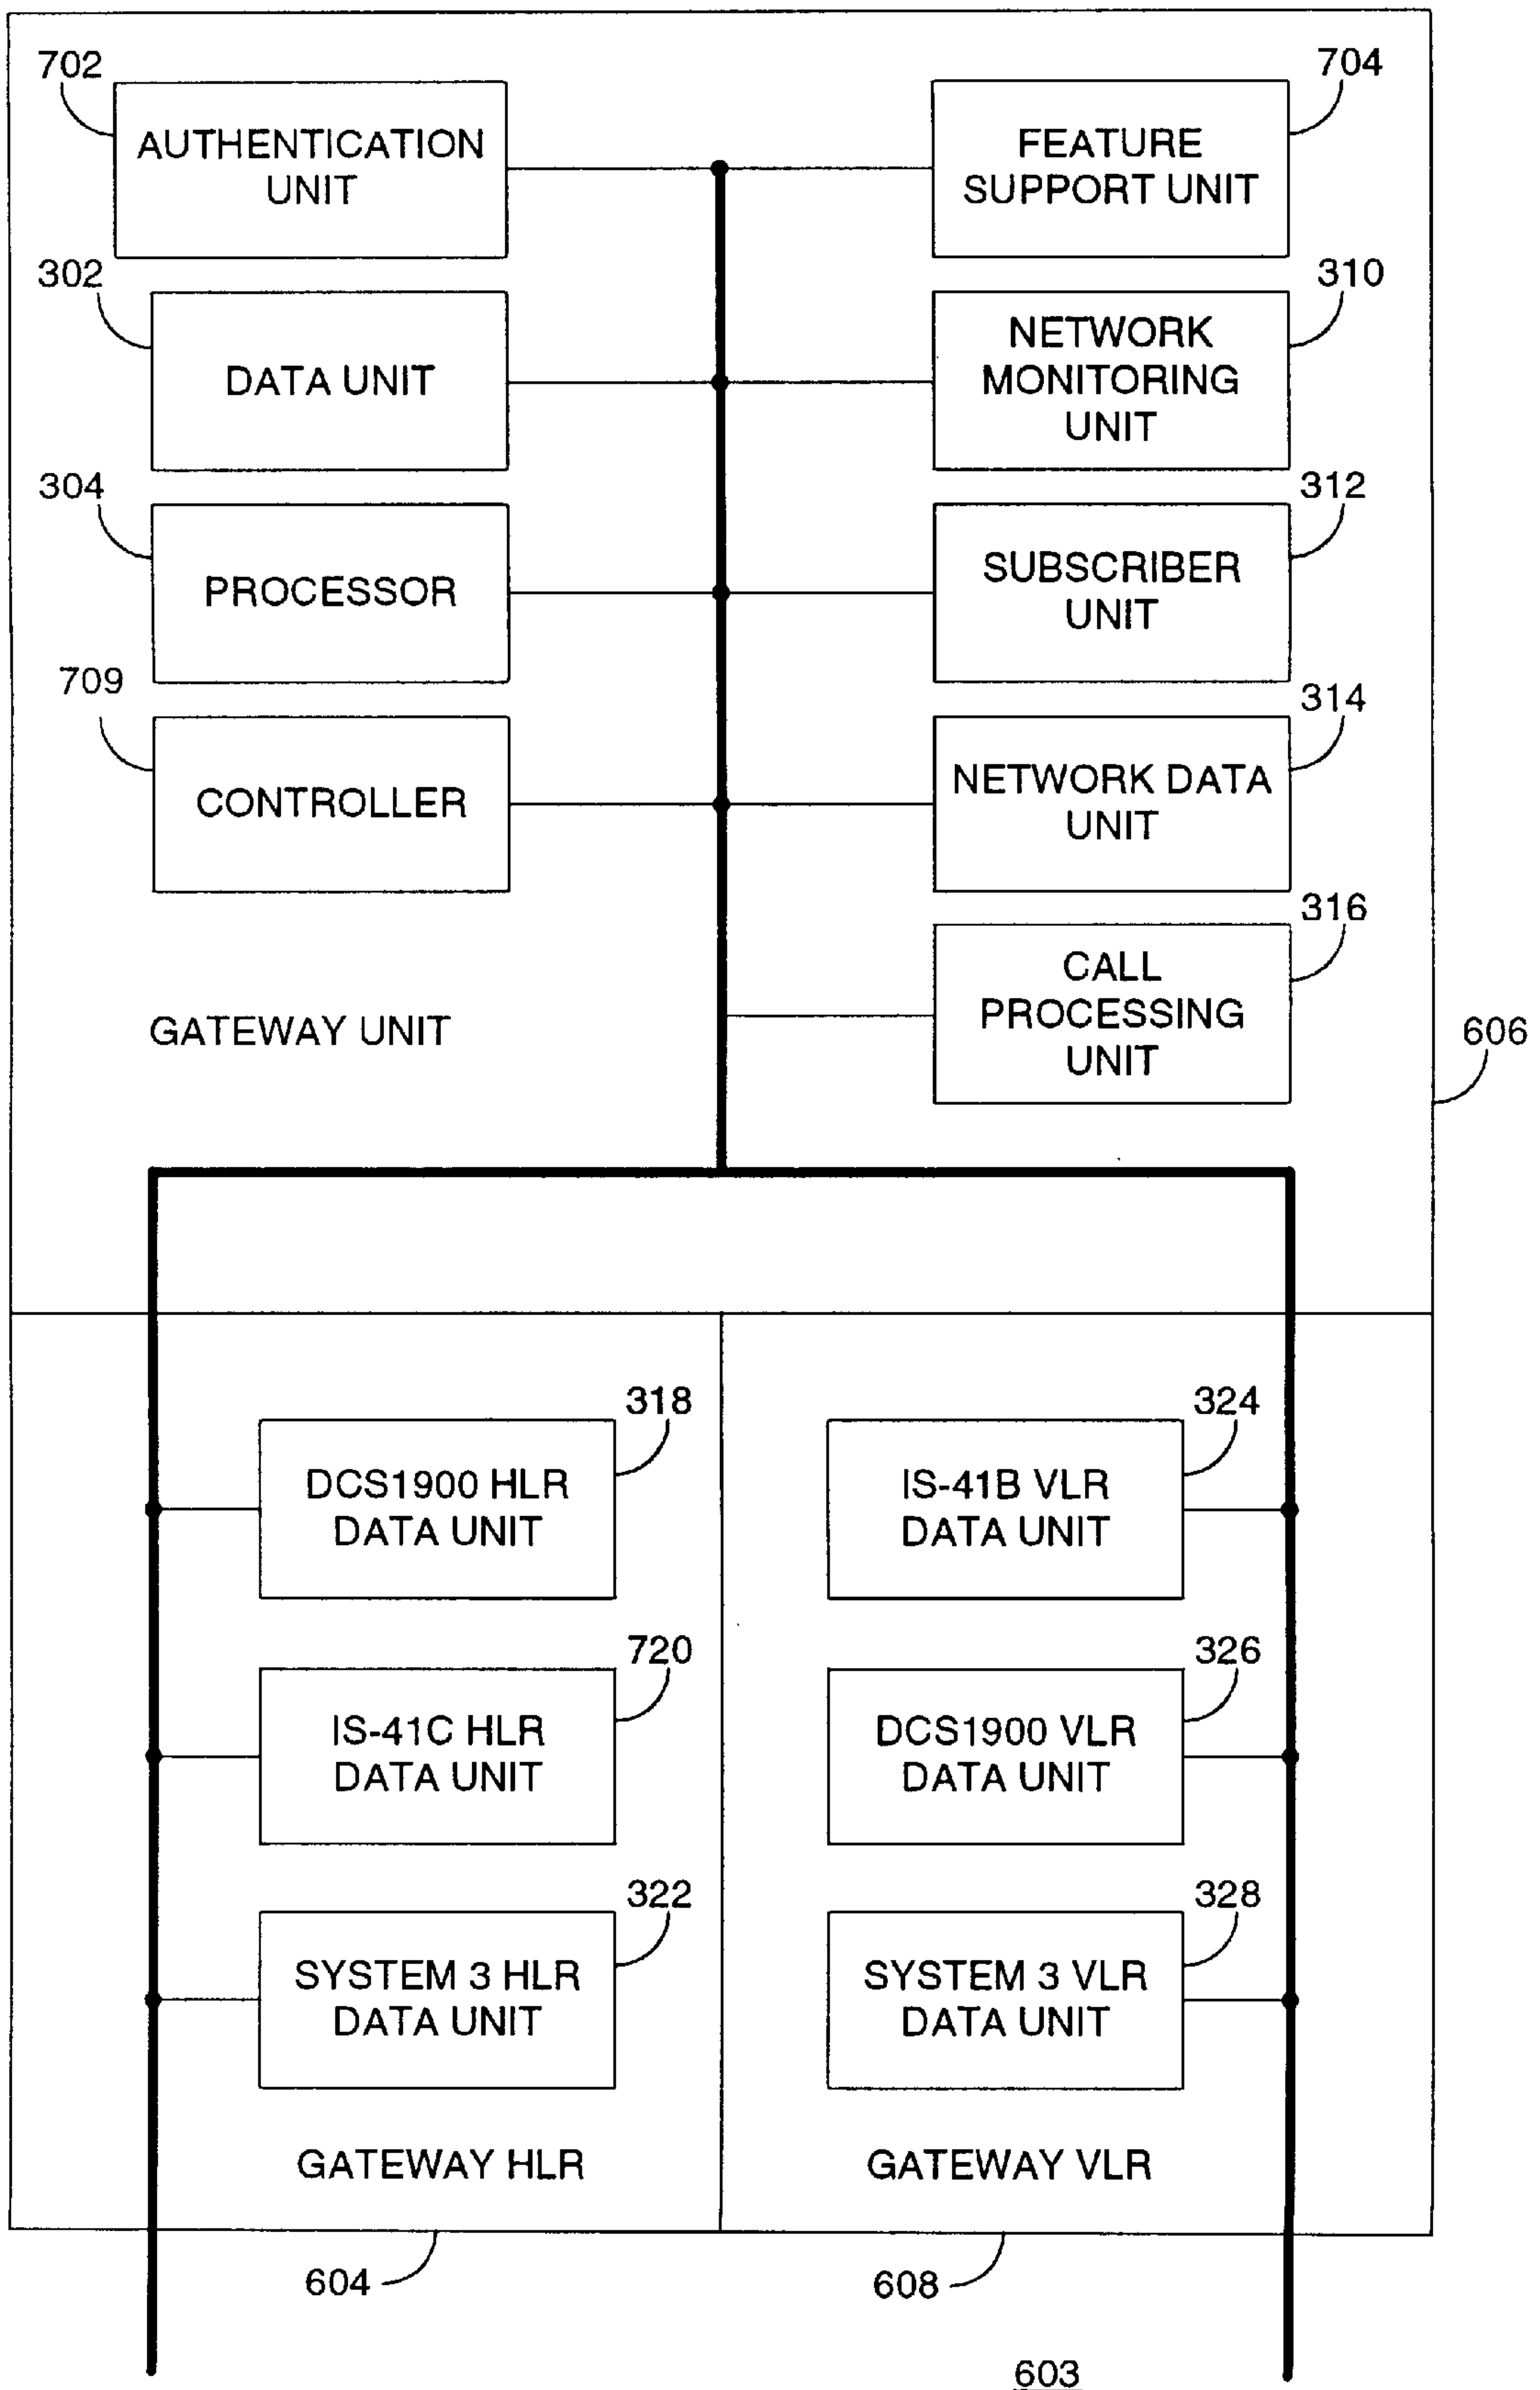 702
AUTHENTICATION
UNIT
704
FEATURE
SUPPORT UNIT
302
DATA UNIT
310
NETWORK
MONITORING
UNIT
304
PROCESSOR
312
SUBSCRIBER
UNIT
709
CONTROLLER
314
NETWORK DATA
UNIT
316
CALL
PROCESSING
UNIT
GATEWAY UNIT
606
318
DCS1900 HLR
DATA UNIT
324
IS-41B VLR
DATA UNIT
720
IS-41C HLR
DATA UNIT
326
DCS1900 VLR
DATA UNIT
322
SYSTEM 3 HLR
DATA UNIT
328
SYSTEM 3 VLR
DATA UNIT
GATEWAY HLR
GATEWAY VLR
604
608
603